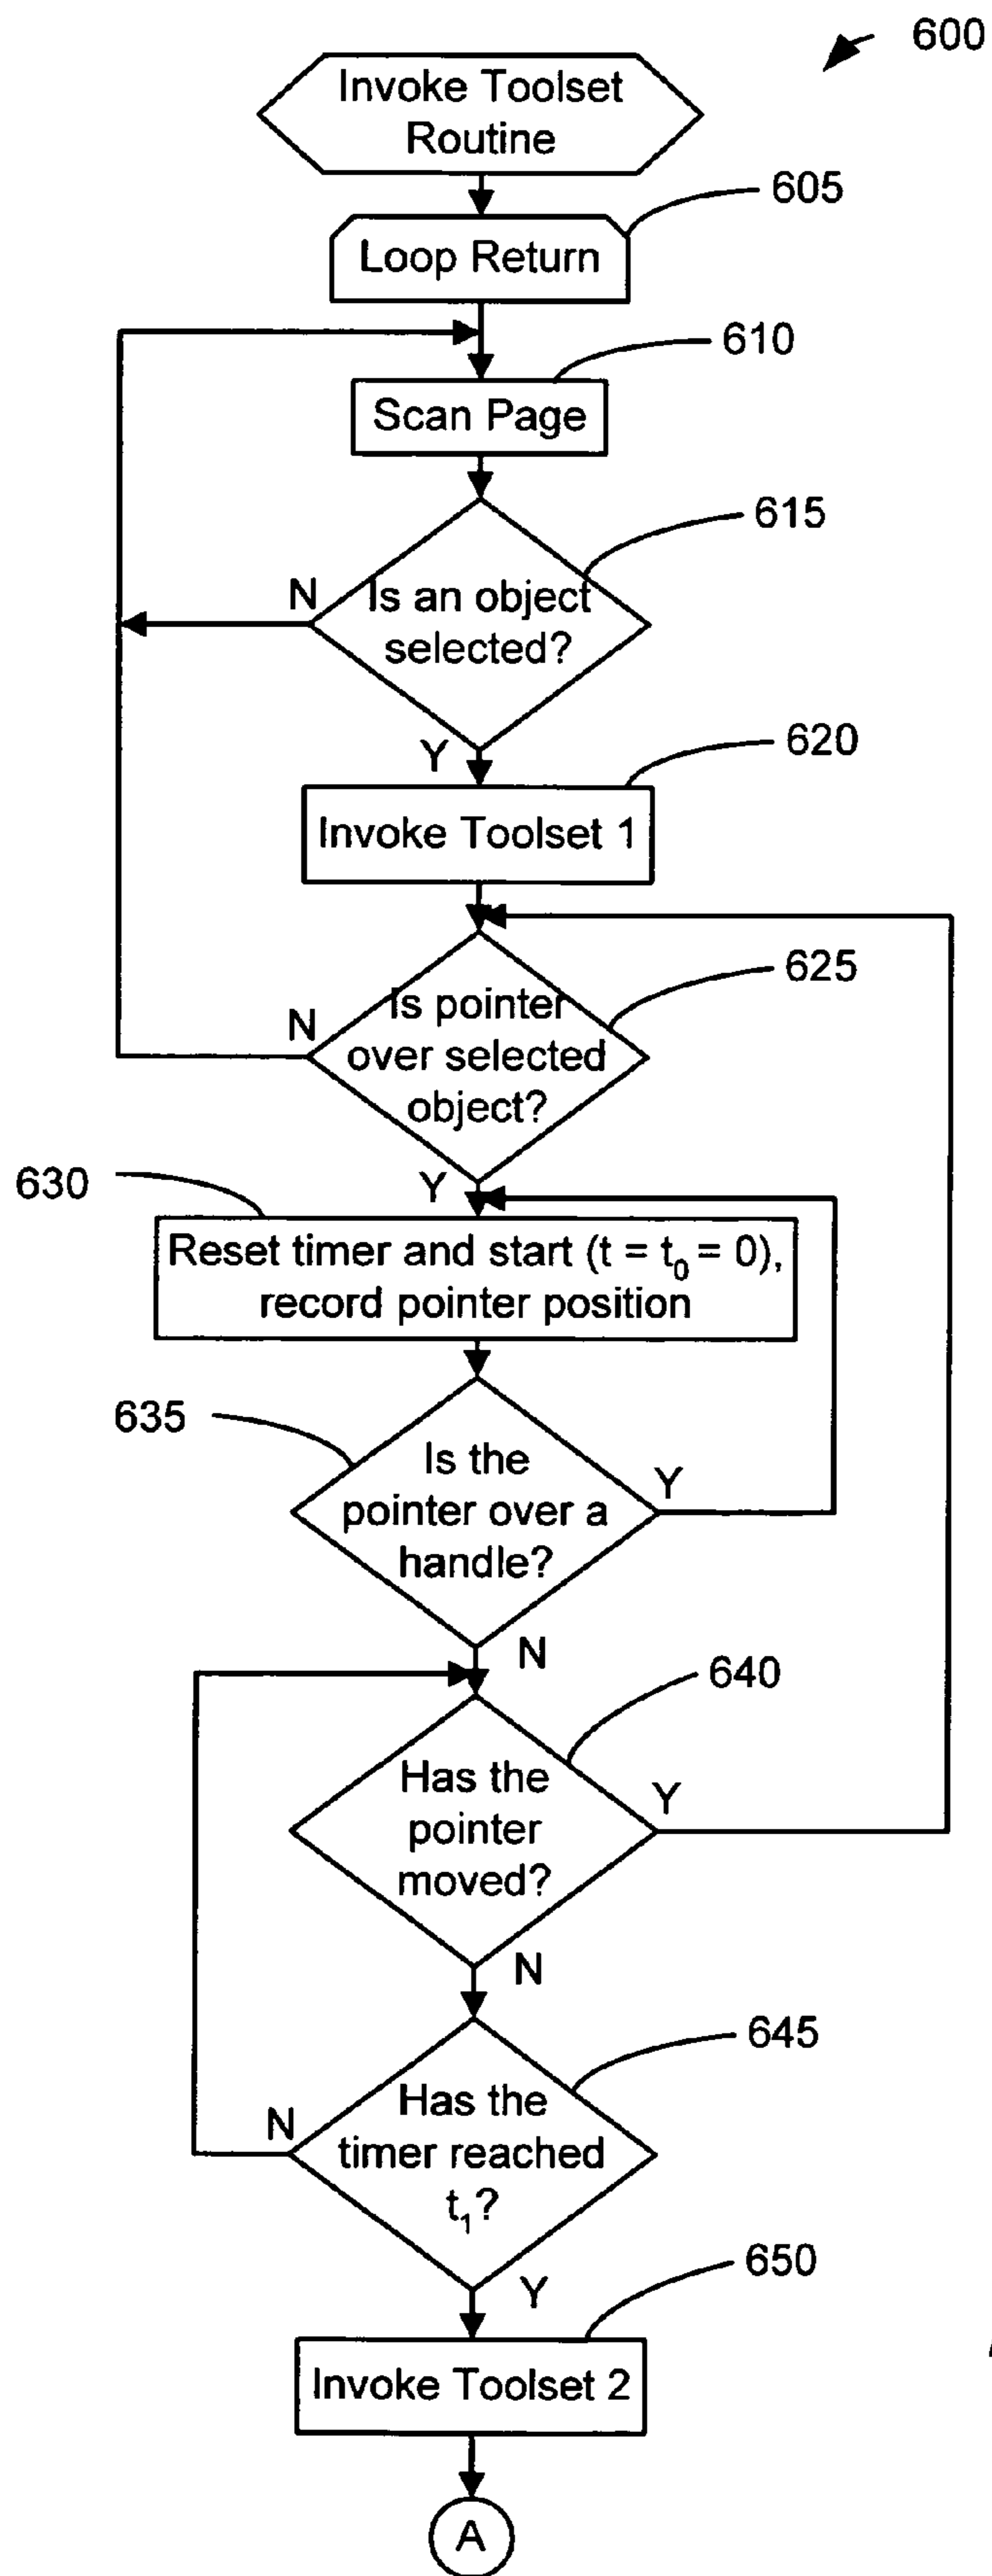 600
Invoke Toolset
Routine
605
Loop Return
610
Scan Page
615
N
Is an object
selected?
Y
620
Invoke Toolset 1
625
N
Is pointer
over selected
object?
630
Y
Reset timer and start (t = t₀ = 0),
record pointer position
635
Is the
pointer over a
handle?
Y
N
640
Has the
pointer
moved?
Y
N
645
N
Has the
timer reached
t₁?
Y
650
Invoke Toolset 2
A